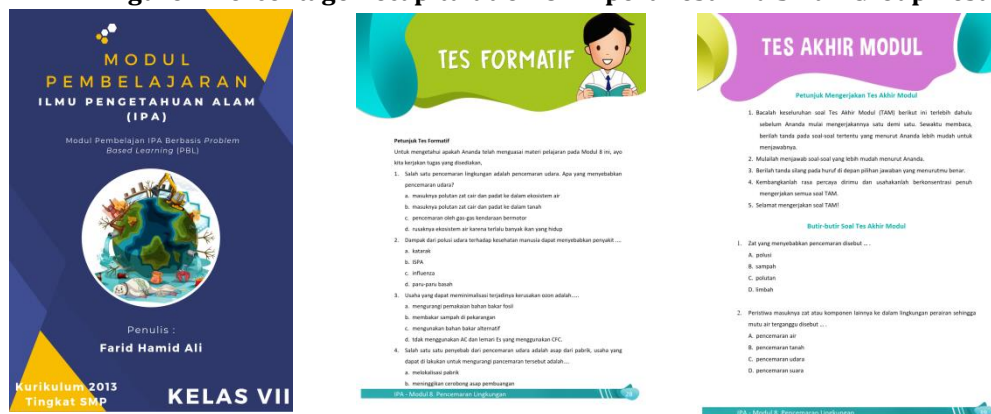 MODUL
PEMBELAJARAN
ILMU PENGETAHUAN ALAM
(IPA)
Modul Pembelajan IPA Berbasis Problem
Based Learning (PBL)
Penulis :
Farid Hamid Ali
Kurikulum 2013
Tingkat SMP
KELAS VII
TES FORMATIF
Petunjuk Tes Formatif
Untuk mengetahui apakah Ananda telah menguasai materi pelajaran pada Modul 8 ini, ayo
kita kerjakan tugas yang disediakan.
1. Salah satu pencemaran lingkungan adalah pencemaran udara. Apa yang menyebabkan
pencemaran udara?
a. masuknya polutan zat cair dan padat ke dalam ekosistem air
b. masuknya polutan zat cair dan padat ke dalam tanah
c. pencemaran oleh gas-gas kendaraan bermotor
d. rusaknya ekosistem air karena terlalu banyak ikan yang hidup
2. Dampak dari polusi udara terhadap kesehatan manusia dapat menyebabkan penyakit ....
a. katarak
b. ISPA
c. influenza
d. paru-paru basah
3. Usaha yang dapat meminimalisasi terjadinya kerusakan ozon adalah.....
a. mengurangi pemakaian bahan bakar fosil
b. membakar sampah di pekarangan
c. mengunakan bahan bakar alternatif
d. tdak menggunakan AC dan lemari Es yang menggunakan CFC.
4. Salah satu satu penyebab dari pencemaran udara adalah asap dari pabrik, usaha yang
dapat di lakukan untuk mengurangi pancemaran tersebut adalah....
a. melokalisasi pabrik
b. meninggikan cerobong asap pembuangan
IPA - Modul 8. Pencemaran Lingkungan
TES AKHIR MODUL
Petunjuk Mengerjakan Tes Akhir Modul
1. Bacalah keseluruhan soal Tes Akhir Modul (TAM) berikut ini terlebih dahulu
sebelum Ananda mulai mengerjakannya satu demi satu. Sewaktu membaca,
berilah tanda pada soal-soal tertentu yang menurut Ananda lebih mudah untuk
menjawabnya.
2. Mulailah menjawab soal-soal yang lebih mudah menurut Ananda.
3. Berilah tanda silang pada huruf di depan pilihan jawaban yang menurutmu benar.
4. Kembangkanlah rasa percaya dirimu dan usahakanlah berkonsentrasi penuh
mengerjakan semua soal TAM.
5. Selamat mengerjakan soal TAM!
Butir-butir Soal Tes Akhir Modul
1. Zat yang menyebabkan pencemaran disebut ... .
A. polusi
B. sampah
C. polutan
D. limbah
2. Peristiwa masuknya zat atau komponen lainnya ke dalam lingkungan perairan sehingga
mutu air terganggu disebut ... .
A. pencemaran air
B. pencemaran tanah
C. pencemaran udara
D. pencemaran suara
IPA - Modul 8. Pencemaran Lingkungan